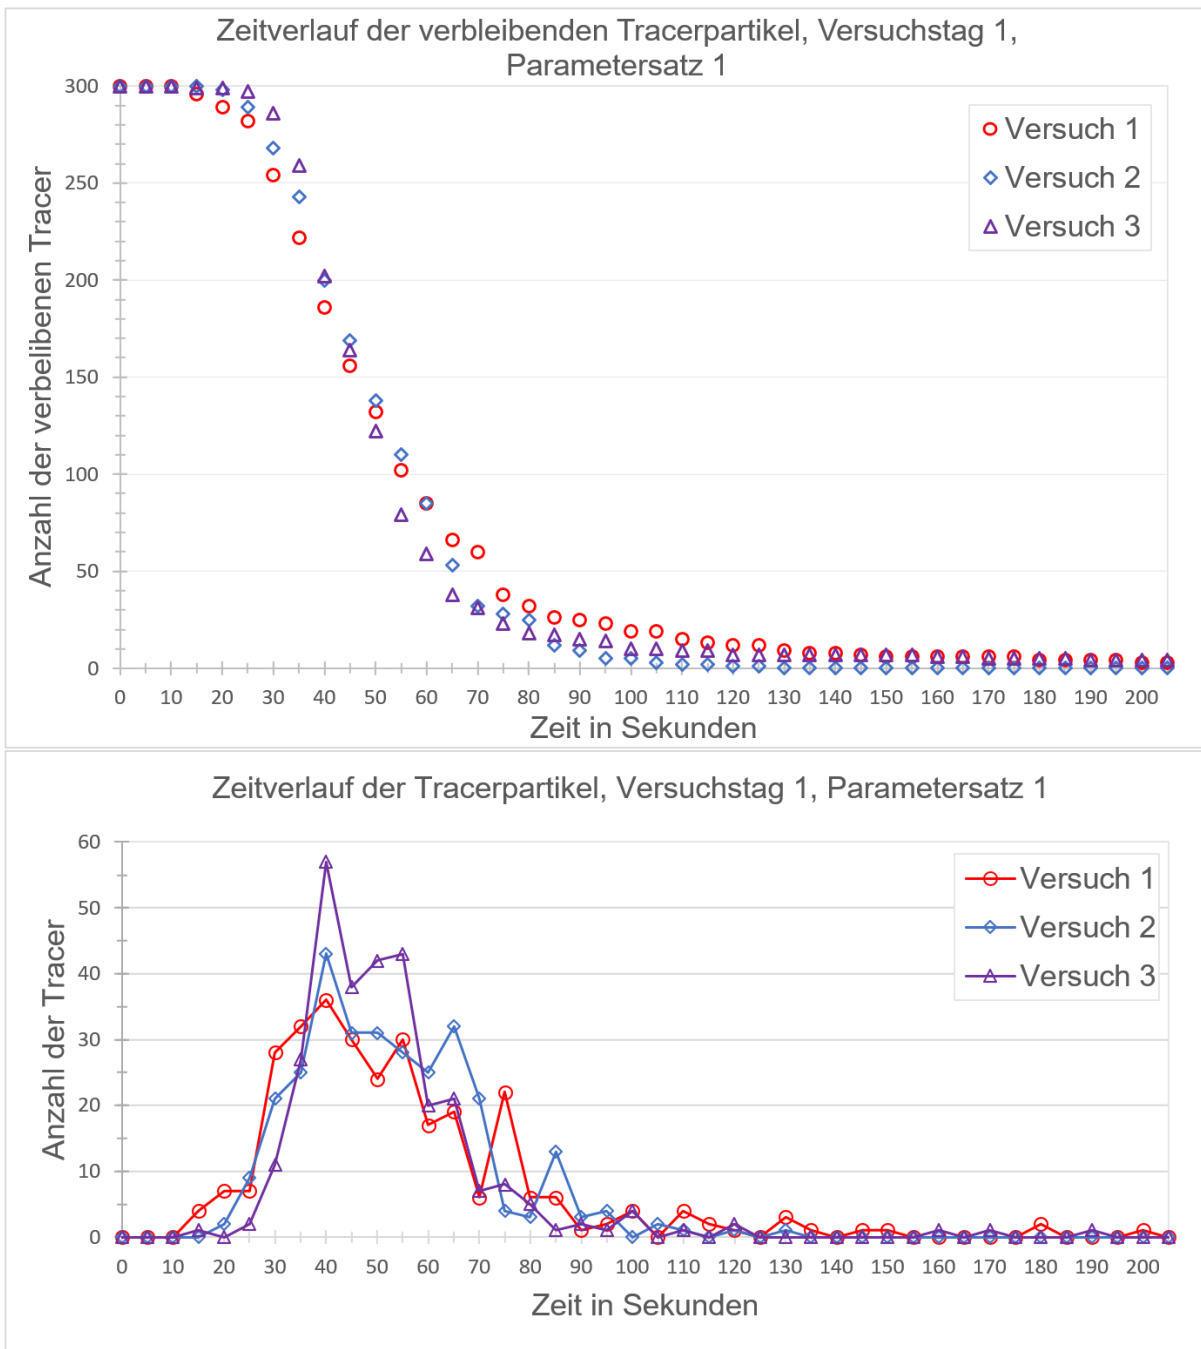 Zeitverlauf der verbleibenden Tracerpartikel, Versuchstag 1,
Parametersatz 1
Anzahl der verbelibenen Tracer
300
250
200
150
100
50
0
Versuch 1
Versuch 2
Versuch 3
0 10 20 30 40 50 60 70 80 90 100 110 120 130 140 150 160 170 180 190 200
Zeit in Sekunden
Zeitverlauf der Tracerpartikel, Versuchstag 1, Parametersatz 1
Anzahl der Tracer
60
50
40
30
20
10
0
Versuch 1
Versuch 2
Versuch 3
0 10 20 30 40 50 60 70 80 90 100 110 120 130 140 150 160 170 180 190 200
Zeit in Sekunden